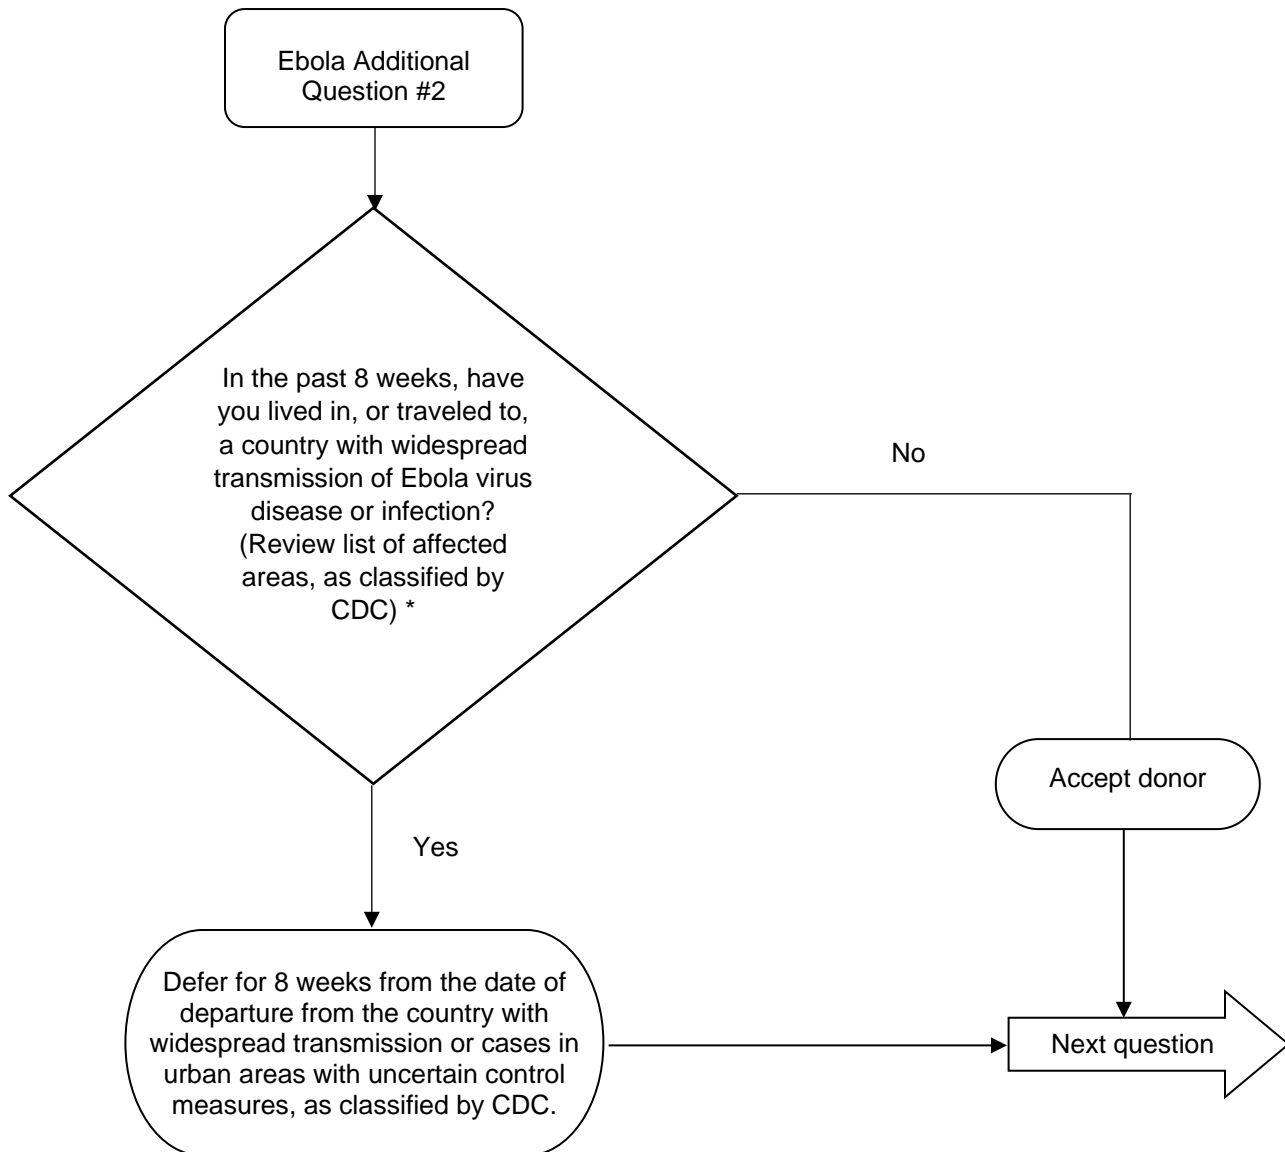 Ebola Additional
Question #2
In the past 8 weeks, have
you lived in, or traveled to,
a country with widespread
transmission of Ebola virus
disease or infection?
(Review list of affected
areas, as classified by
CDC) *
No
Accept donor
Yes
Defer for 8 weeks from the date of
departure from the country with
widespread transmission or cases in
urban areas with uncertain control
measures, as classified by CDC.
Next question